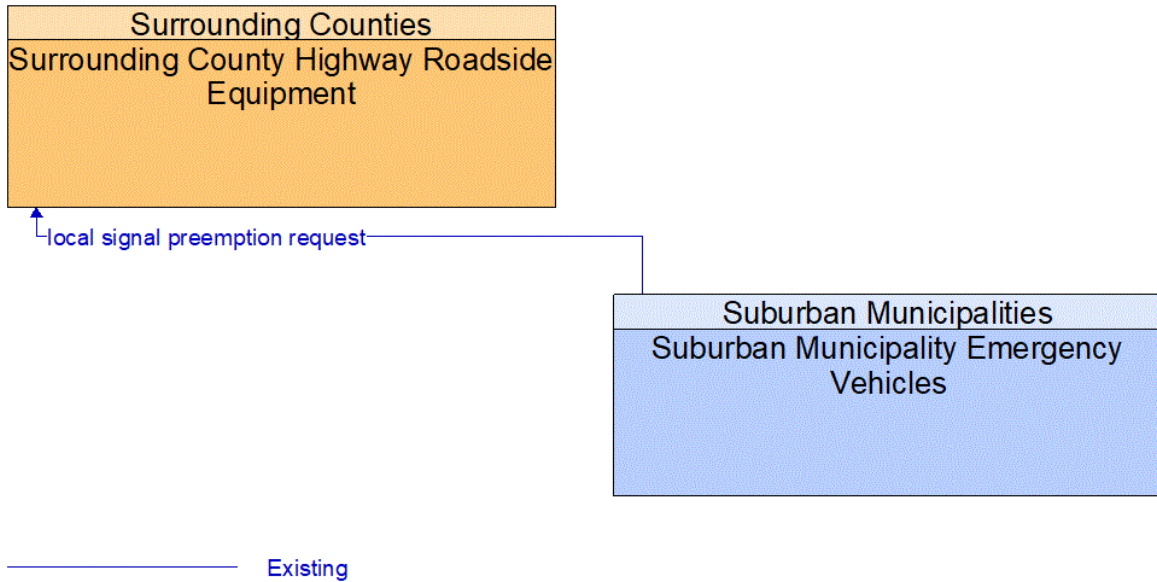 Surrounding Counties
Surrounding County Highway Roadside
Equipment
local signal preemption request
Suburban Municipalities
Suburban Municipality Emergency
Vehicles
Existing